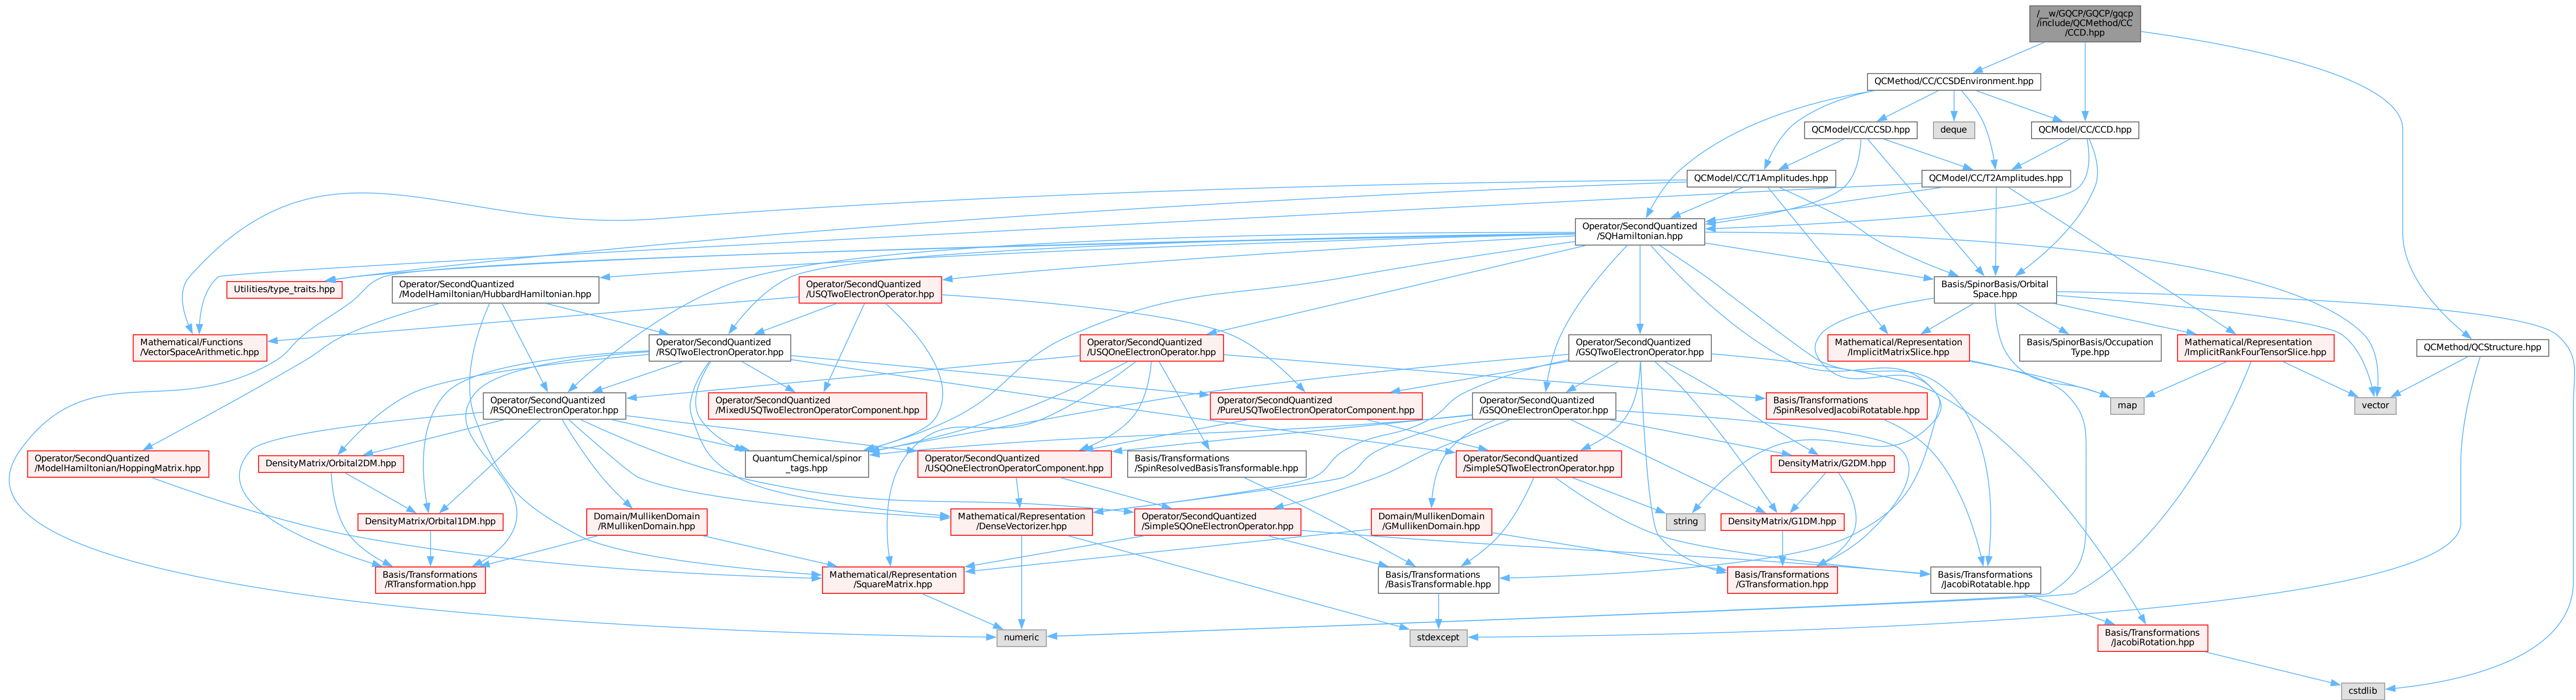 /__w/GQCP/GQCP/gqcp
/include/QCMethod/CC
/CCD.hpp
QCMethod/CC/CCSDEnvironment.hpp
QCModel/CC/CCSD.hpp
deque
QCModel/CC/CCD.hpp
QCModel/CC/T1Amplitudes.hpp
QCModel/CC/T2Amplitudes.hpp
Operator/SecondQuantized
/SQHamiltonian.hpp
Utilities/type_traits.hpp
Operator/SecondQuantized
/ModelHamiltonian/HubbardHamiltonian.hpp
Operator/SecondQuantized
/USQTwoElectronOperator.hpp
Basis/SpinorBasis/Orbital
Space.hpp
Mathematical/Functions
/VectorSpaceArithmetic.hpp
Operator/SecondQuantized
/RSQTwoElectronOperator.hpp
Operator/SecondQuantized
/USQOneElectronOperator.hpp
Operator/SecondQuantized
/GSQTwoElectronOperator.hpp
Mathematical/Representation
/ImplicitMatrixSlice.hpp
Basis/SpinorBasis/Occupation
Type.hpp
Mathematical/Representation
/ImplicitRankFourTensorSlice.hpp
QCMethod/QCStructure.hpp
Operator/SecondQuantized
/RSQOneElectronOperator.hpp
Operator/SecondQuantized
/MixedUSQTwoElectronOperatorComponent.hpp
Operator/SecondQuantized
/PureUSQTwoElectronOperatorComponent.hpp
Operator/SecondQuantized
/GSQOneElectronOperator.hpp
Basis/Transformations
/SpinResolvedJacobiRotatable.hpp
map
vector
Operator/SecondQuantized
/ModelHamiltonian/HoppingMatrix.hpp
DensityMatrix/Orbital2DM.hpp
QuantumChemical/spinor
_tags.hpp
Operator/SecondQuantized
/USQOneElectronOperatorComponent.hpp
Basis/Transformations
/SpinResolvedBasisTransformable.hpp
Operator/SecondQuantized
/SimpleSQTwoElectronOperator.hpp
DensityMatrix/G2DM.hpp
DensityMatrix/Orbital1DM.hpp
Domain/MullikenDomain
/RMullikenDomain.hpp
Mathematical/Representation
/DenseVectorizer.hpp
Operator/SecondQuantized
/SimpleSQOneElectronOperator.hpp
Domain/MullikenDomain
/GMullikenDomain.hpp
string
DensityMatrix/G1DM.hpp
Basis/Transformations
/RTransformation.hpp
Mathematical/Representation
/SquareMatrix.hpp
Basis/Transformations
/BasisTransformable.hpp
Basis/Transformations
/GTransformation.hpp
Basis/Transformations
/JacobiRotatable.hpp
numeric
stdexcept
Basis/Transformations
/JacobiRotation.hpp
cstdlib